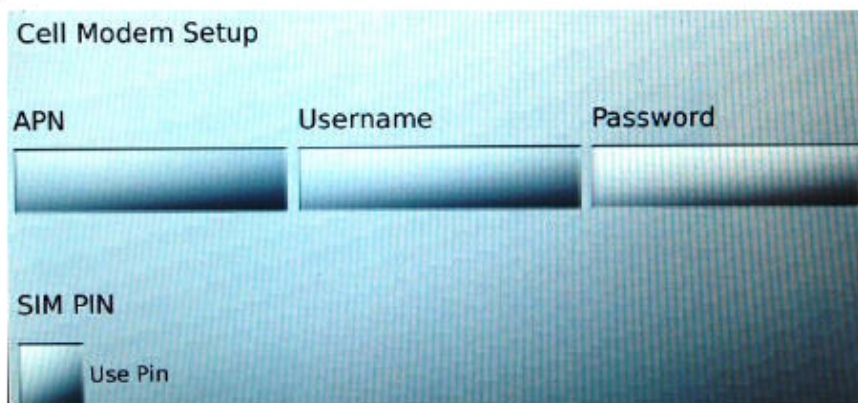 Cell Modem Setup
APN Username Password
SIM PIN
Use Pin